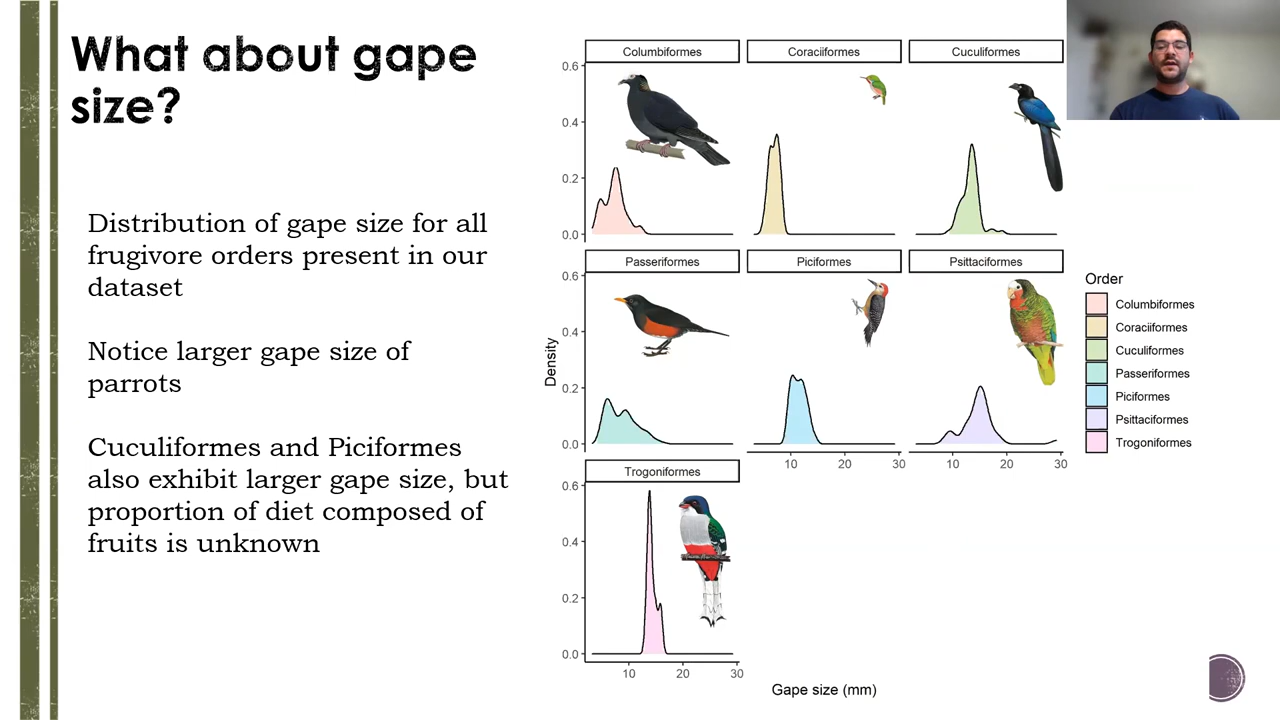 What about gape
size?
Distribution of gape size for all
frugivore orders present in our
dataset
Notice larger gape size of
parrots
Cuculiformes and Piciformes
also exhibit larger gape size, but
proportion of diet composed of
fruits is unknown
Columbiformes
Coraciiformes
Cuculiformes
0.6
0.4
0.2
0.0
Passeriformes
Piciformes
Psittaciformes
0.6
0.4
0.2
0.0
10
20
30
10
20
30
Trogoniformes
0.6
0.4
0.2
0.0
10
20
30
Density
Gape size (mm)
Order
Columbiformes
Coraciiformes
Cuculiformes
Passeriformes
Piciformes
Psittaciformes
Trogoniformes